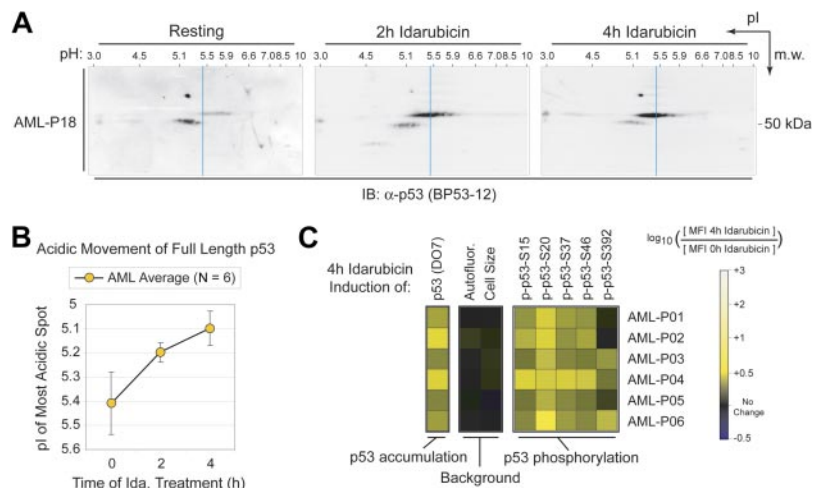 A
Resting
2h Idarubicin
4h Idarubicin
pI
m.w.
pH: 3.0 4.5 5.1 5.5 5.9 6.6 7.0 8.5 10
3.0 4.5 5.1 5.5 5.9 6.6 7.0 8.5 10
3.0 4.5 5.1 5.5 5.9 6.6 7.0 8.5 10
AML-P18
-50 kDa
IB: α-p53 (BP53-12)
B
Acidic Movement of Full Length p53
AML Average (N = 6)
pI of Most Acidic Spot
5
5.1
5.2
5.3
5.4
5.5
5.6
0 2 4
Time of Ida. Treatment (h)
C
4h Idarubicin
Induction of:
p53 (DO7)
Autofluor.
Cell Size
p-p53-S15
p-p53-S20
p-p53-S37
p-p53-S46
p-p53-S392
log10 ( [ MFI 4h Idarubicin ] / [ MFI 0h Idarubicin ] )
AML-P01
AML-P02
AML-P03
AML-P04
AML-P05
AML-P06
p53 accumulation
Background
p53 phosphorylation
+3
+2
+1
+0.5
No
Change
-0.5